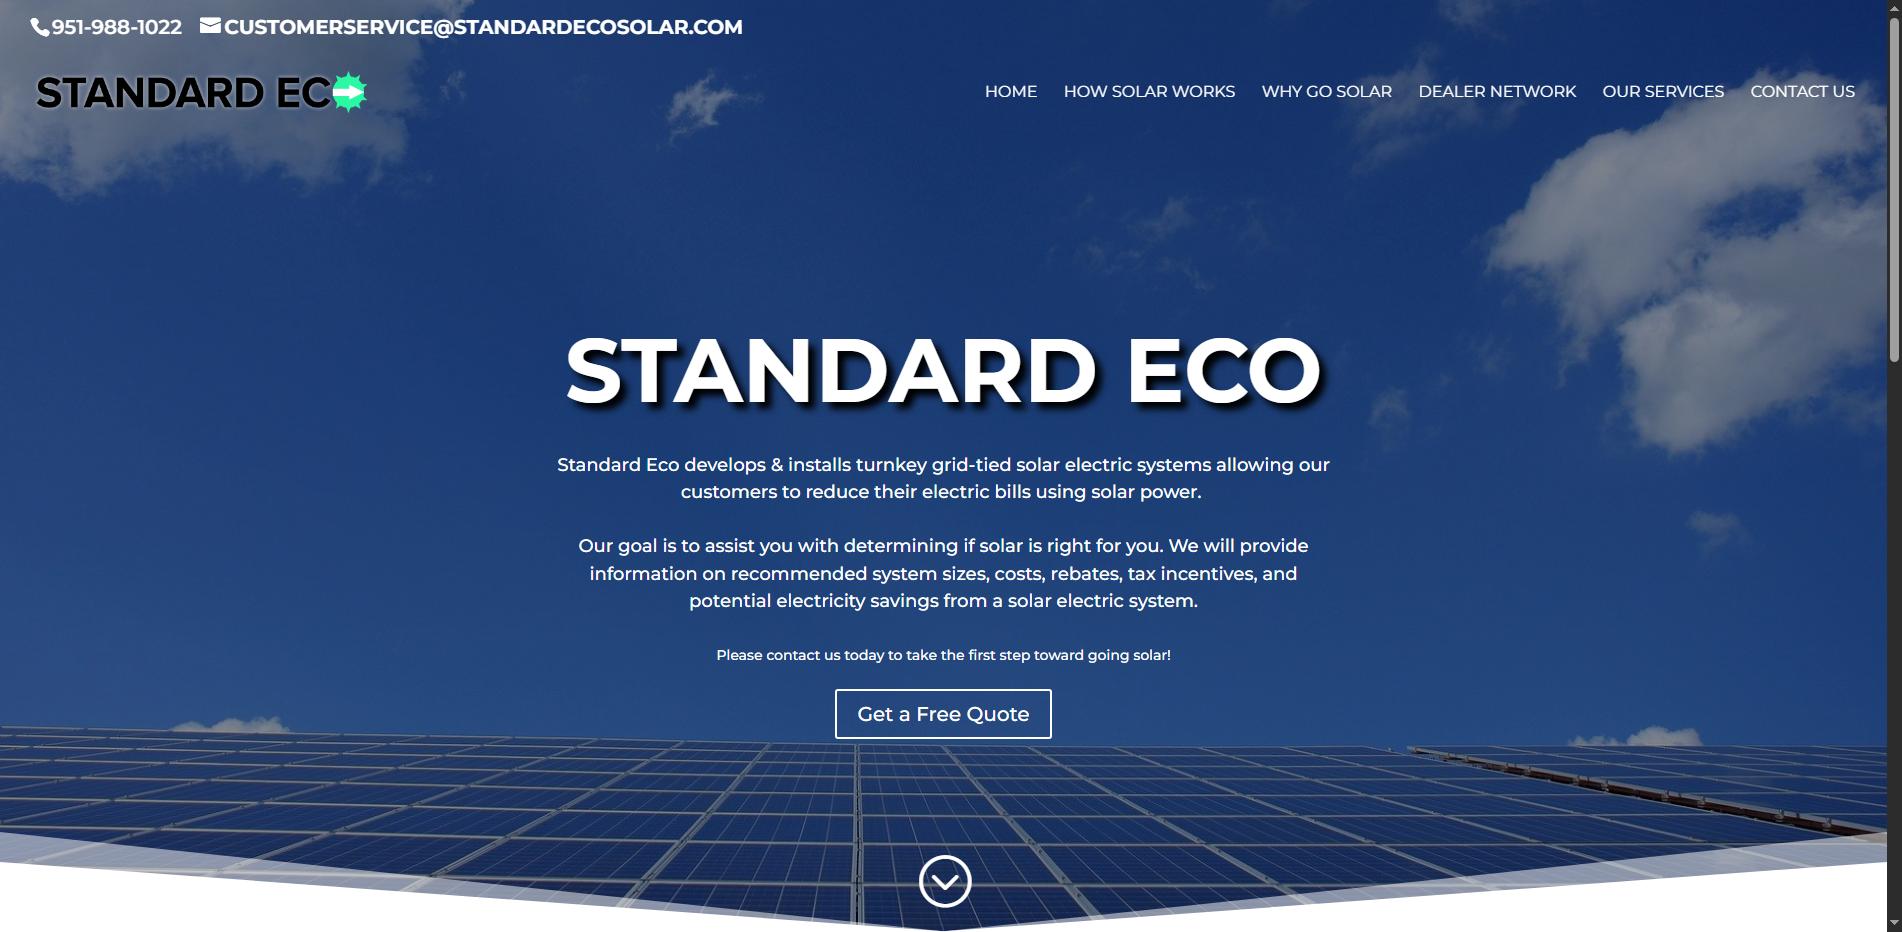 951-988-1022 CUSTOMERSERVICE@STANDARDECOSOLAR.COM
STANDARD ECO
HOME HOW SOLAR WORKS WHY GO SOLAR DEALER NETWORK OUR SERVICES CONTACT US
STANDARD ECO
Standard Eco develops & installs turnkey grid-tied solar electric systems allowing our
customers to reduce their electric bills using solar power.
Our goal is to assist you with determining if solar is right for you. We will provide
information on recommended system sizes, costs, rebates, tax incentives, and
potential electricity savings from a solar electric system.
Please contact us today to take the first step toward going solar!
Get a Free Quote